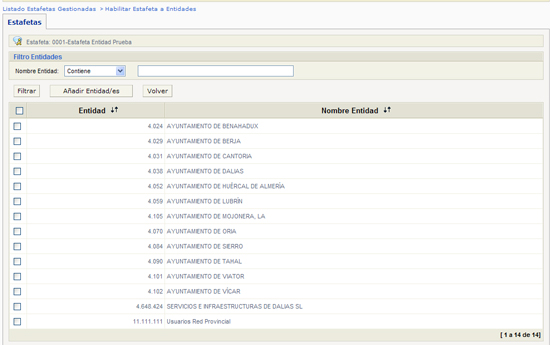 Listado Estafetas Gestionadas > Habilitar Estafeta a Entidades
Estafetas
Estafeta: 0001-Estafeta Entidad Prueba
Filtro Entidades
Nombre Entidad: Contiene
Filtrar Añadir Entidad/es Volver
Entidad Nombre Entidad
4.024 AYUNTAMIENTO DE BENAHADUX
4.029 AYUNTAMIENTO DE BERJA
4.031 AYUNTAMIENTO DE CANTORIA
4.038 AYUNTAMIENTO DE DALIAS
4.052 AYUNTAMIENTO DE HUÉRCAL DE ALMERÍA
4.059 AYUNTAMIENTO DE LUBRÍN
4.105 AYUNTAMIENTO DE MOJONERA, LA
4.070 AYUNTAMIENTO DE ORIA
4.084 AYUNTAMIENTO DE SIERRO
4.090 AYUNTAMIENTO DE TAHAL
4.101 AYUNTAMIENTO DE VIATOR
4.102 AYUNTAMIENTO DE VÍCAR
4.648.424 SERVICIOS E INFRAESTRUCTURAS DE DALIAS SL
11.111.111 Usuarios Red Provincial
[ 1 a 14 de 14]